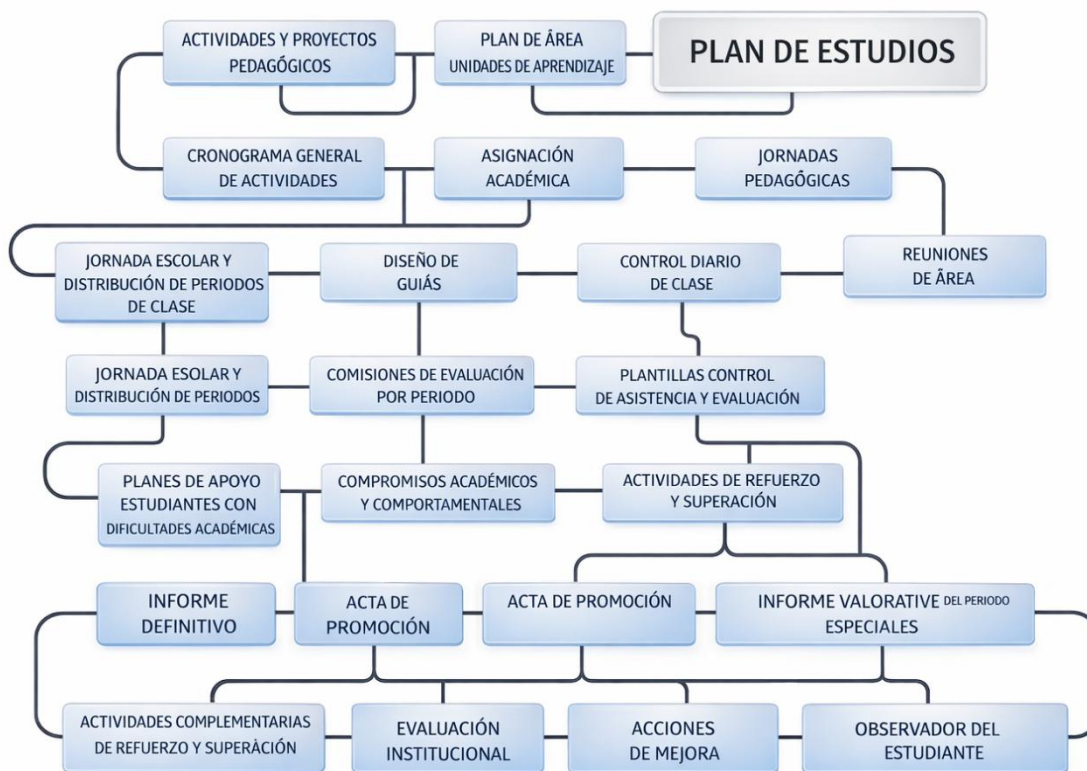 ACTIVIDADES Y PROYECTOS
PEDAGÓGICOS
PLAN DE ÁREA
UNIDADES DE APRENDIZAJE
PLAN DE ESTUDIOS
CRONOGRAMA GENERAL
DE ACTIVIDADES
ASIGNACIÓN
ACADÉMICA
JORNADAS
PEDAGÓGICAS
JORNADA ESCOLAR Y
DISTRIBUCIÓN DE PERIODOS
DE CLASE
DISEÑO DE
GUIÁS
CONTROL DIARIO
DE CLASE
REUNIONES
DE ÁREA
JORNADA ESOLAR Y
DISTRIBUCIÓN DE PERIODOS
COMISIONES DE EVALUACIÓN
POR PERIODO
PLANTILLAS CONTROL
DE ASISTENCIA Y EVALUACIÓN
PLANES DE APOYO
ESTUDIANTES CON
DIFICULTADES ACADÉMICAS
COMPROMISOS ACADÉMICOS
Y COMPORTAMENTALES
ACTIVIDADES DE REFUERZO
Y SUPERACIÓN
INFORME
DEFINITIVO
ACTA DE
PROMOCIÓN
ACTA DE PROMOCIÓN
INFORME VALORATIVE DEL PERIODO
ESPECIALES
ACTIVIDADES COMPLEMENTARIAS
DE REFUERZO Y SUPERÀCIÓN
EVALUACIÓN
INSTITUCIONAL
ACCIONES
DE MEJORA
OBSERVADOR DEL
ESTUDIANTE